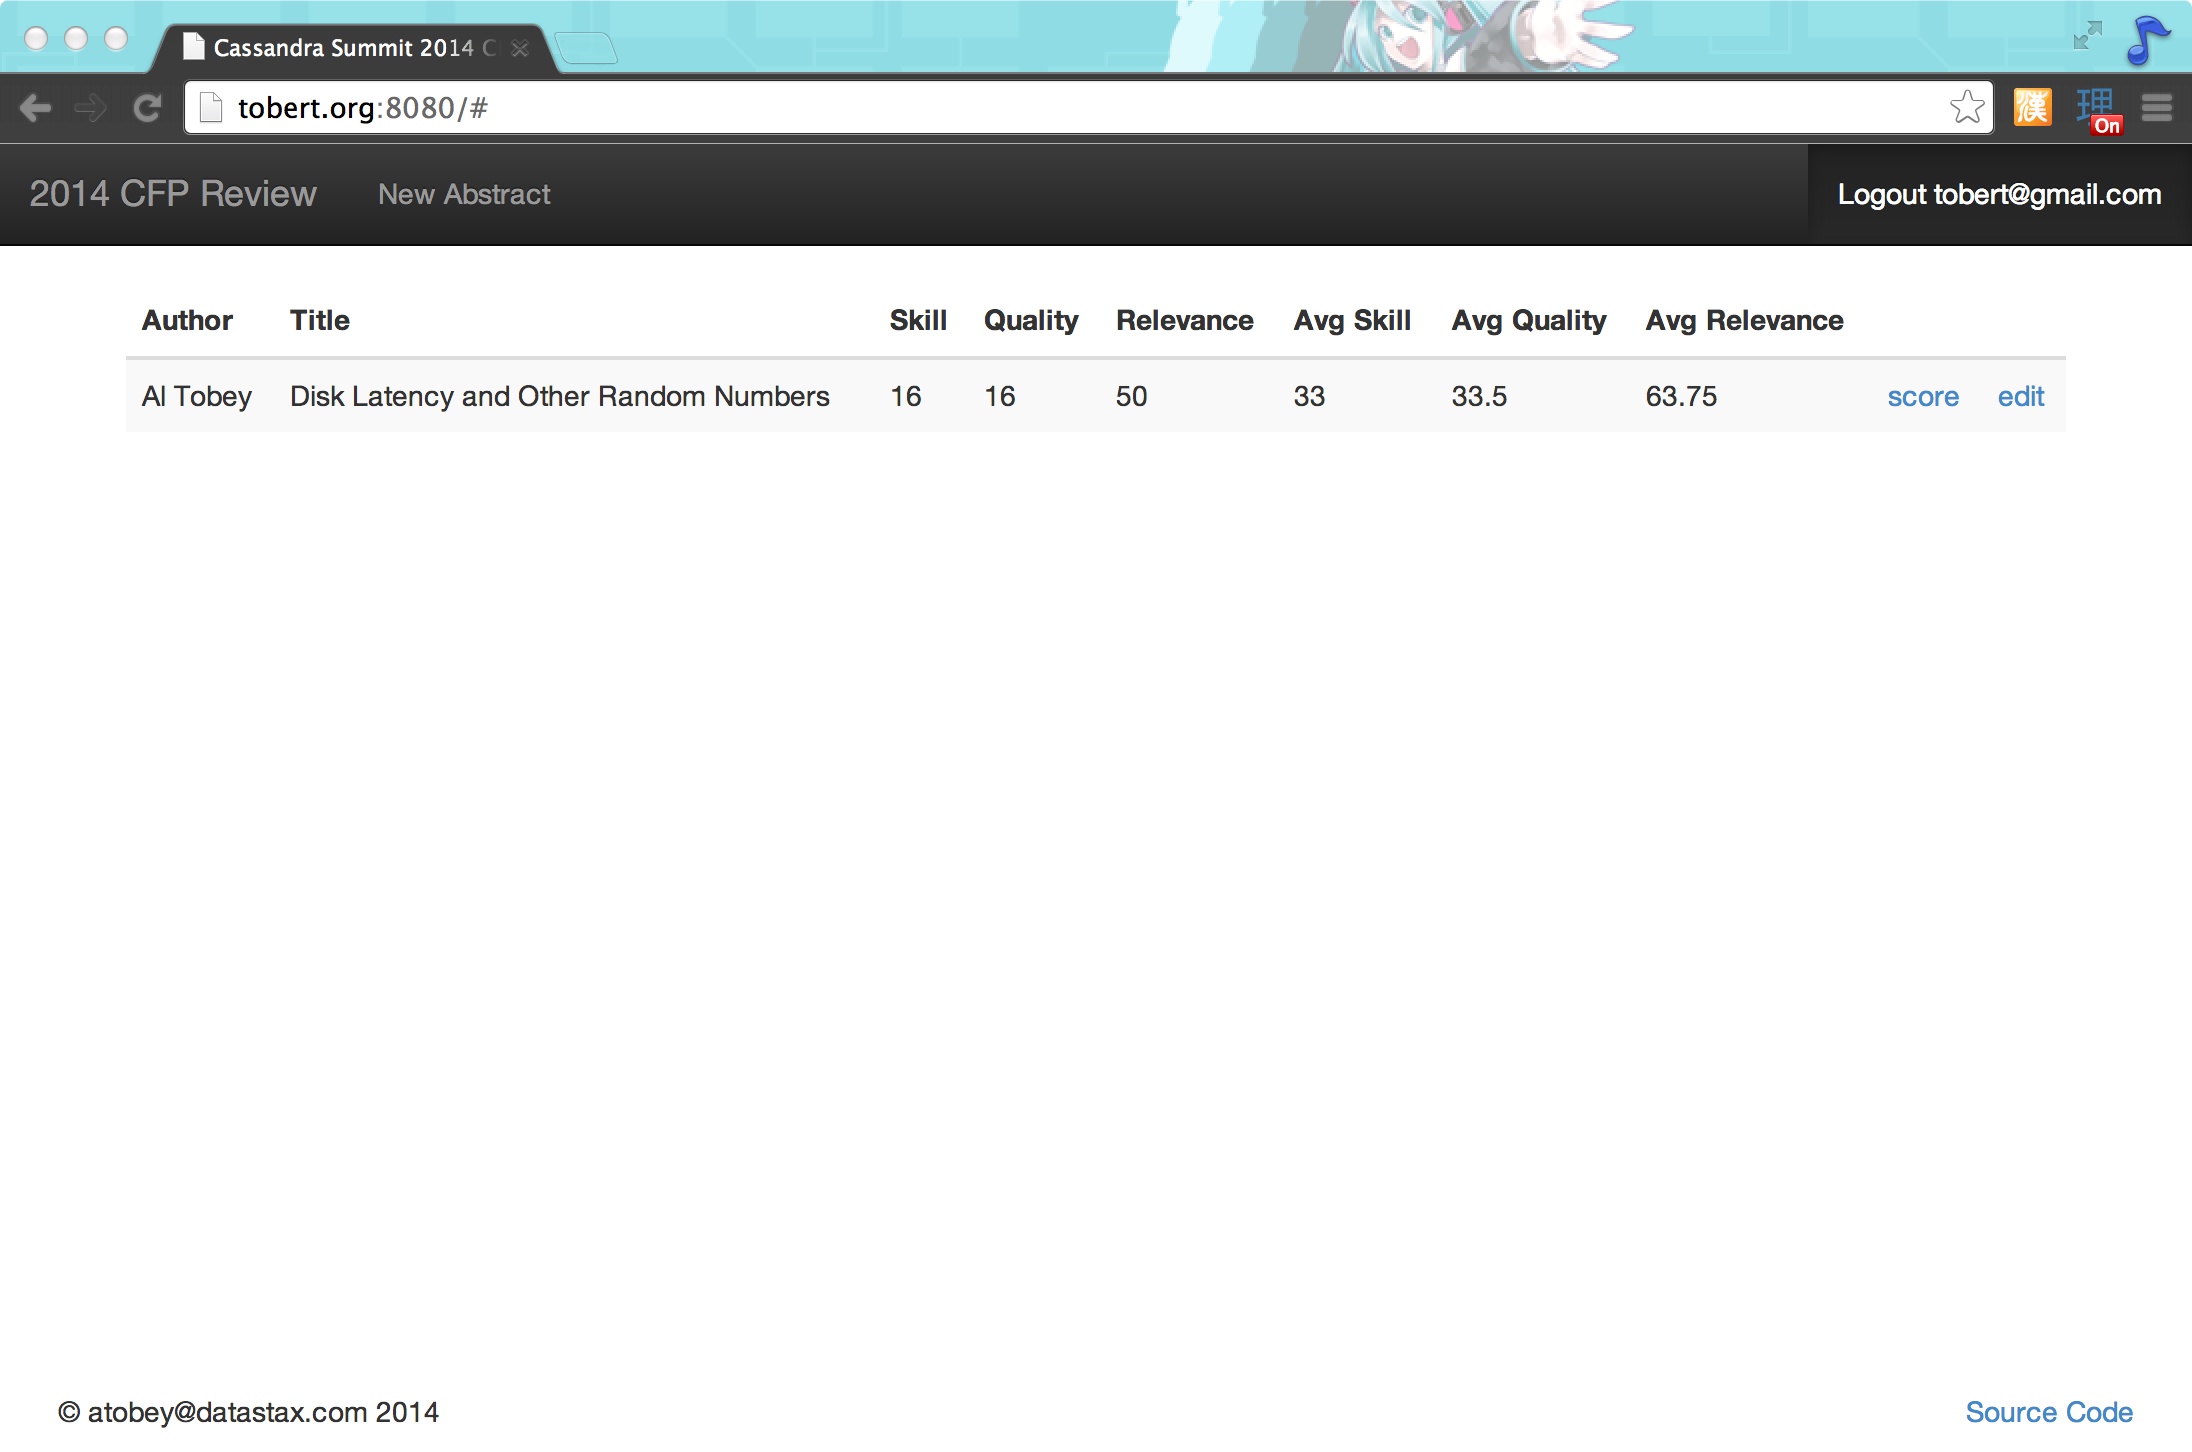 Cassandra Summit 2014 C
tobert.org:8080/#
漢
理
On
2014 CFP Review New Abstract Logout tobert@gmail.com
Author Title Skill Quality Relevance Avg Skill Avg Quality Avg Relevance
Al Tobey Disk Latency and Other Random Numbers 16 16 50 33 33.5 63.75 score edit
© atobey@datastax.com 2014 Source Code